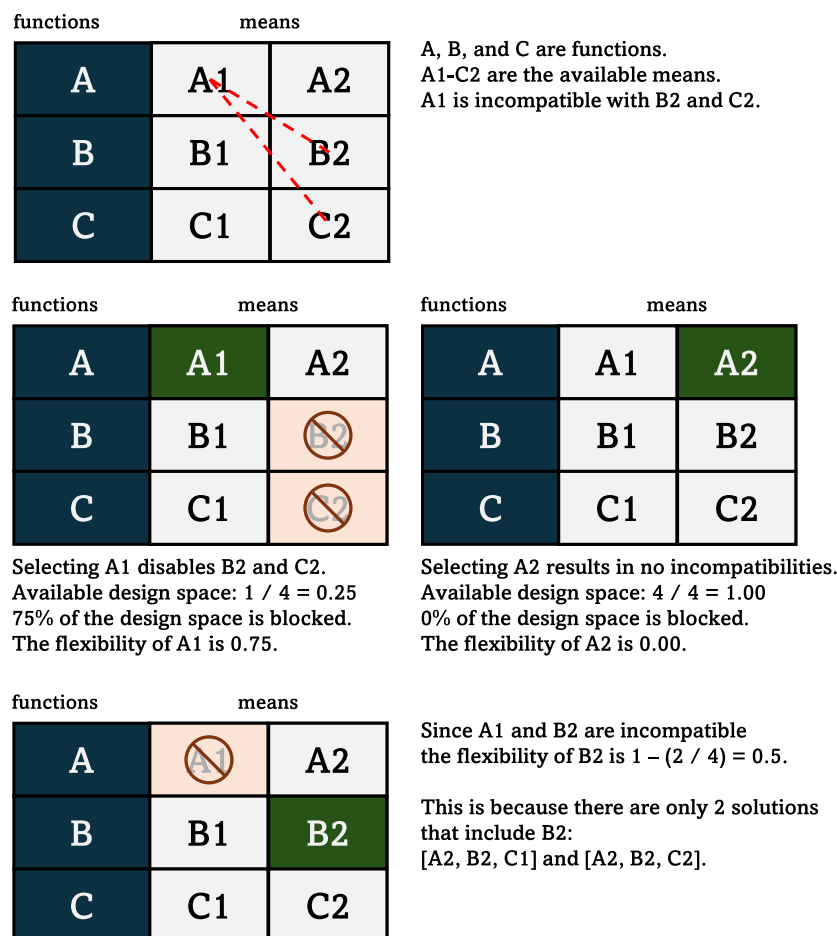 functions means
A A1 A2
B B1 B2
C C1 C2
A, B, and C are functions.
A1-C2 are the available means.
A1 is incompatible with B2 and C2.
functions means
A A1 A2
B B1 B2
C C1 C2
Selecting A1 disables B2 and C2.
Available design space: 1 / 4 = 0.25
75% of the design space is blocked.
The flexibility of A1 is 0.75.
functions means
A A1 A2
B B1 B2
C C1 C2
Selecting A2 results in no incompatibilities.
Available design space: 4 / 4 = 1.00
0% of the design space is blocked.
The flexibility of A2 is 0.00.
functions means
A A1 A2
B B1 B2
C C1 C2
Since A1 and B2 are incompatible
the flexibility of B2 is 1 – (2 / 4) = 0.5.
This is because there are only 2 solutions
that include B2:
[A2, B2, C1] and [A2, B2, C2].